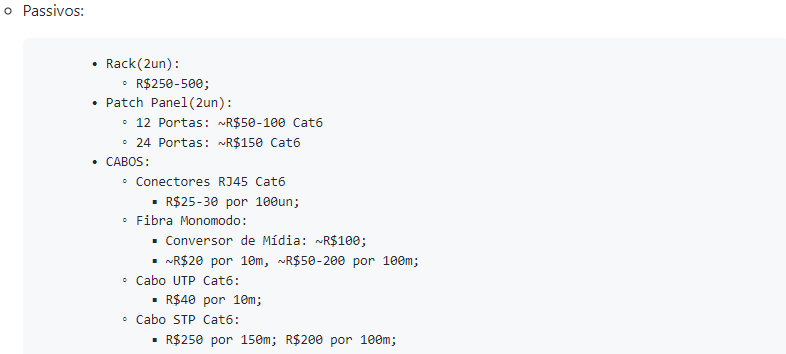 Passivos:
Rack(2un):
R$250-500;
Patch Panel(2un):
12 Portas: ~R$50-100 Cat6
24 Portas: ~R$150 Cat6
CABOS:
Conectores RJ45 Cat6
R$25-30 por 100un;
Fibra Monomodo:
Conversor de Mídia: ~R$100;
~R$20 por 10m, ~R$50-200 por 100m;
Cabo UTP Cat6:
R$40 por 10m;
Cabo STP Cat6:
R$250 por 150m; R$200 por 100m;